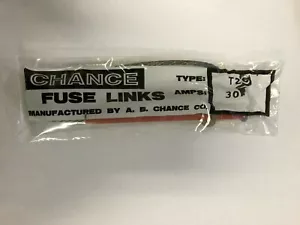 CHANCE
TYPE:
FUSE LINKS
AMPS:
30
MANUFACTURED BY A. B. CHANCE CO.